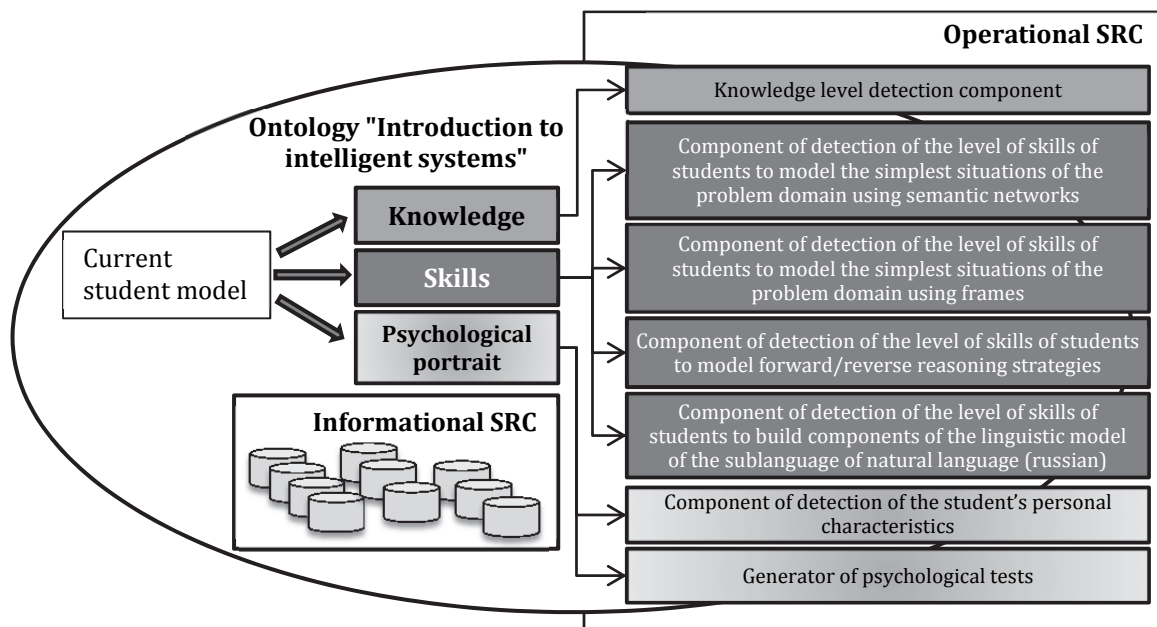 Operational SRC
Ontology "Introduction to
intelligent systems"
Current
student model
Knowledge
Skills
Psychological
portrait
Informational SRC
Knowledge level detection component
Component of detection of the level of skills of
students to model the simplest situations of the
problem domain using semantic networks
Component of detection of the level of skills of
students to model the simplest situations of the
problem domain using frames
Component of detection of the level of skills of students
to model forward/reverse reasoning strategies
Component of detection of the level of skills of
students to build components of the linguistic model
of the sublanguage of natural language (russian)
Component of detection of the student’s personal
characteristics
Generator of psychological tests